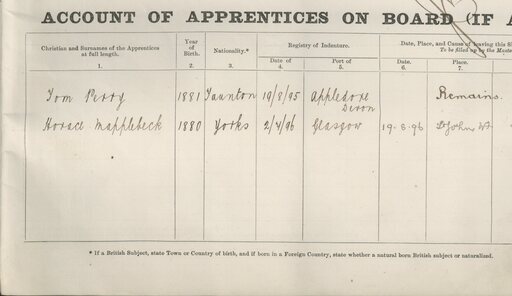 ACCOUNT OF APPRENTICES ON BOARD (IF A
Christian and Surnames of the Apprentices at full length. Year of Birth. Nationality.* Registry of Indenture. Date, Place, and Cause of leaving this S
To be filled up by the Maste
Date of Port of Date. Place.
1. 2. 3. 4. 5. 6. 7.
Tom Perry 1881 Taunton 19/8/95 Appledore Devon Remains
Horace Mapplebeck 1880 Yorks 2/4/96 Glasgow 19-8-96 St John
* If a British Subject, state Town or Country of birth, and if born in a Foreign Country, state whether a natural born British subject or naturalized.